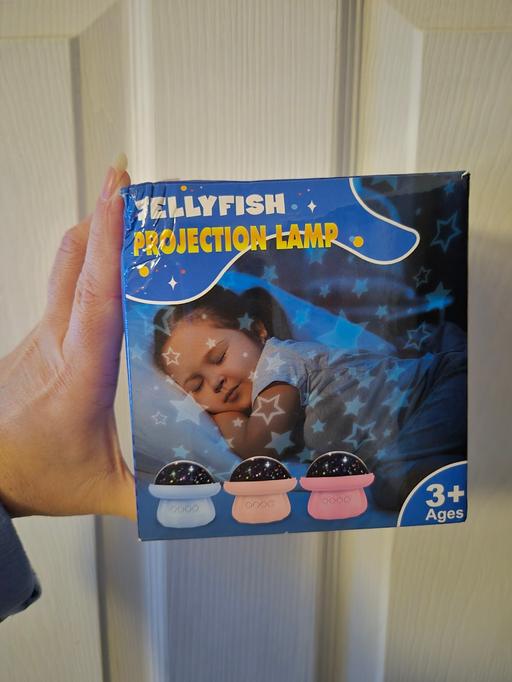 JELLYFISH
PROJECTION LAMP
3+
Ages